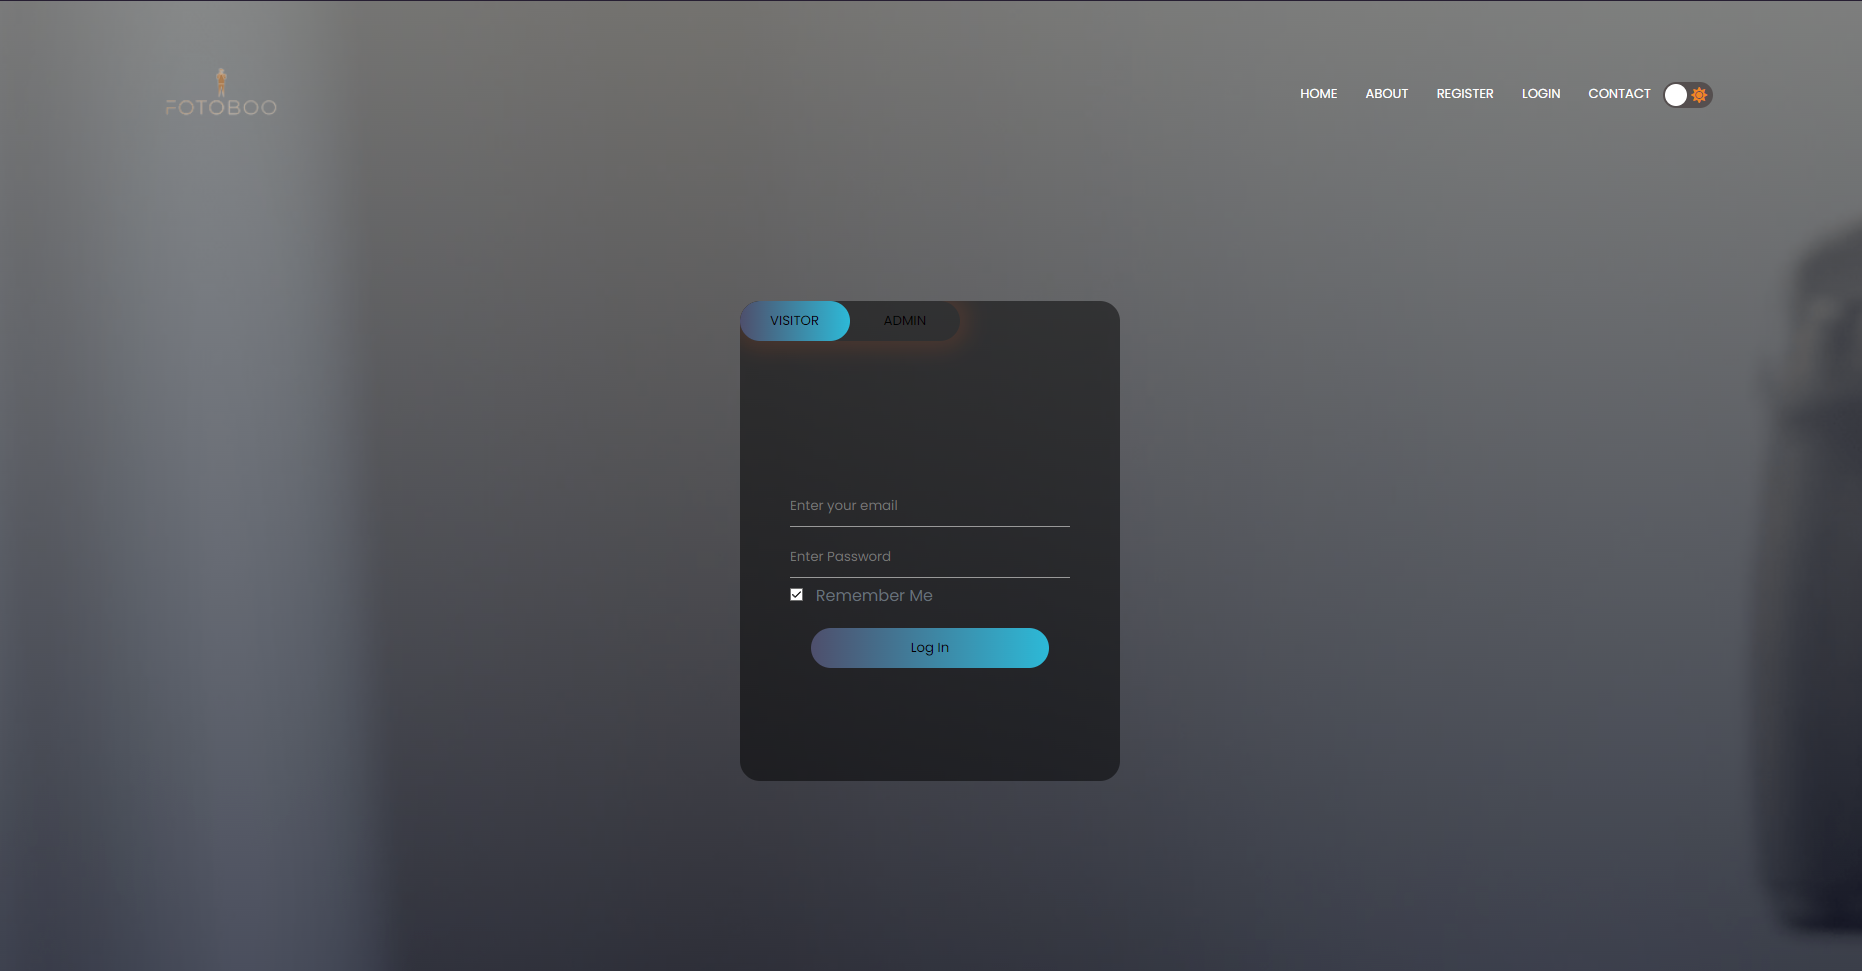 FOTOBOO
HOME ABOUT REGISTER LOGIN CONTACT
VISITOR ADMIN
Enter your email
Enter Password
Remember Me
Log In